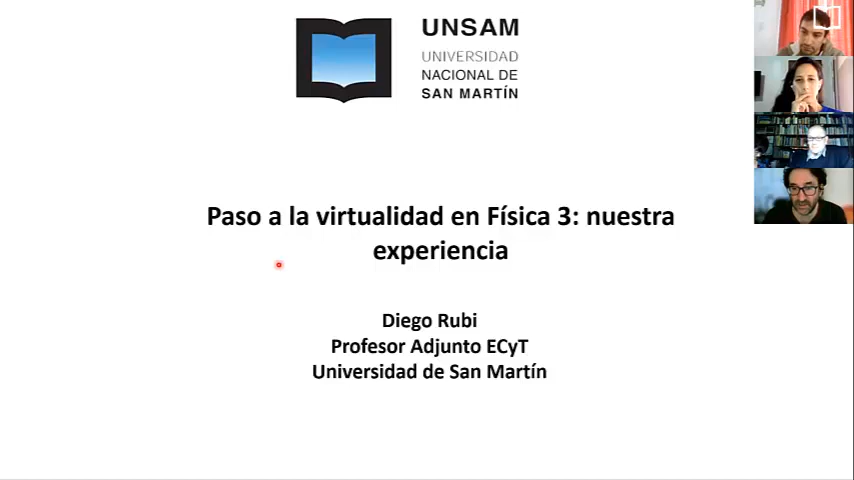 UNSAM
UNIVERSIDAD
NACIONAL DE
SAN MARTÍN
Paso a la virtualidad en Física 3: nuestra
experiencia
Diego Rubi
Profesor Adjunto ECyT
Universidad de San Martín